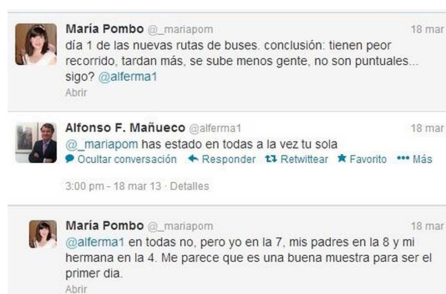 María Pombo @_mariapom 18 mar
día 1 de las nuevas rutas de buses. conclusión: tienen peor
recorrido, tardan más, se sube menos gente, no son puntuales...
sigo? @alferma1
Abrir
Alfonso F. Mañueco @alferma1 18 mar
@_mariapom has estado en todas a la vez tu sola
Ocultar conversación Responder Retwittear Favorito Más
3:00 pm - 18 mar 13 · Detalles
María Pombo @_mariapom 18 mar
@alferma1 en todas no, pero yo en la 7, mis padres en la 8 y mi
hermana en la 4. Me parece que es una buena muestra para ser el
primer dia.
Abrir